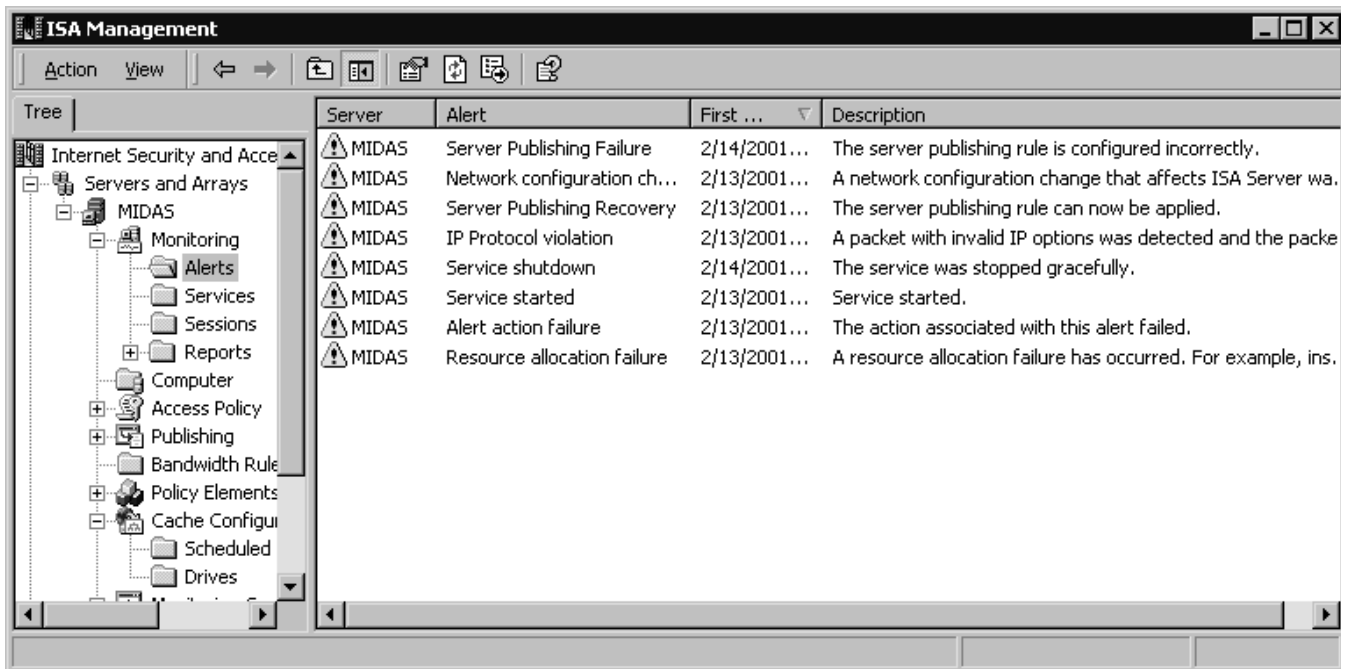 ISA Management
Action View
Tree
Internet Security and Acce
Servers and Arrays
MIDAS
Monitoring
Alerts
Services
Sessions
Reports
Computer
Access Policy
Publishing
Bandwidth Rule
Policy Elements
Cache Configu
Scheduled
Drives
Server Alert First ... Description
MIDAS Server Publishing Failure 2/14/2001... The server publishing rule is configured incorrectly.
MIDAS Network configuration ch... 2/13/2001... A network configuration change that affects ISA Server wa.
MIDAS Server Publishing Recovery 2/13/2001... The server publishing rule can now be applied.
MIDAS IP Protocol violation 2/13/2001... A packet with invalid IP options was detected and the packe
MIDAS Service shutdown 2/14/2001... The service was stopped gracefully.
MIDAS Service started 2/13/2001... Service started.
MIDAS Alert action failure 2/13/2001... The action associated with this alert failed.
MIDAS Resource allocation failure 2/13/2001... A resource allocation failure has occurred. For example, ins.